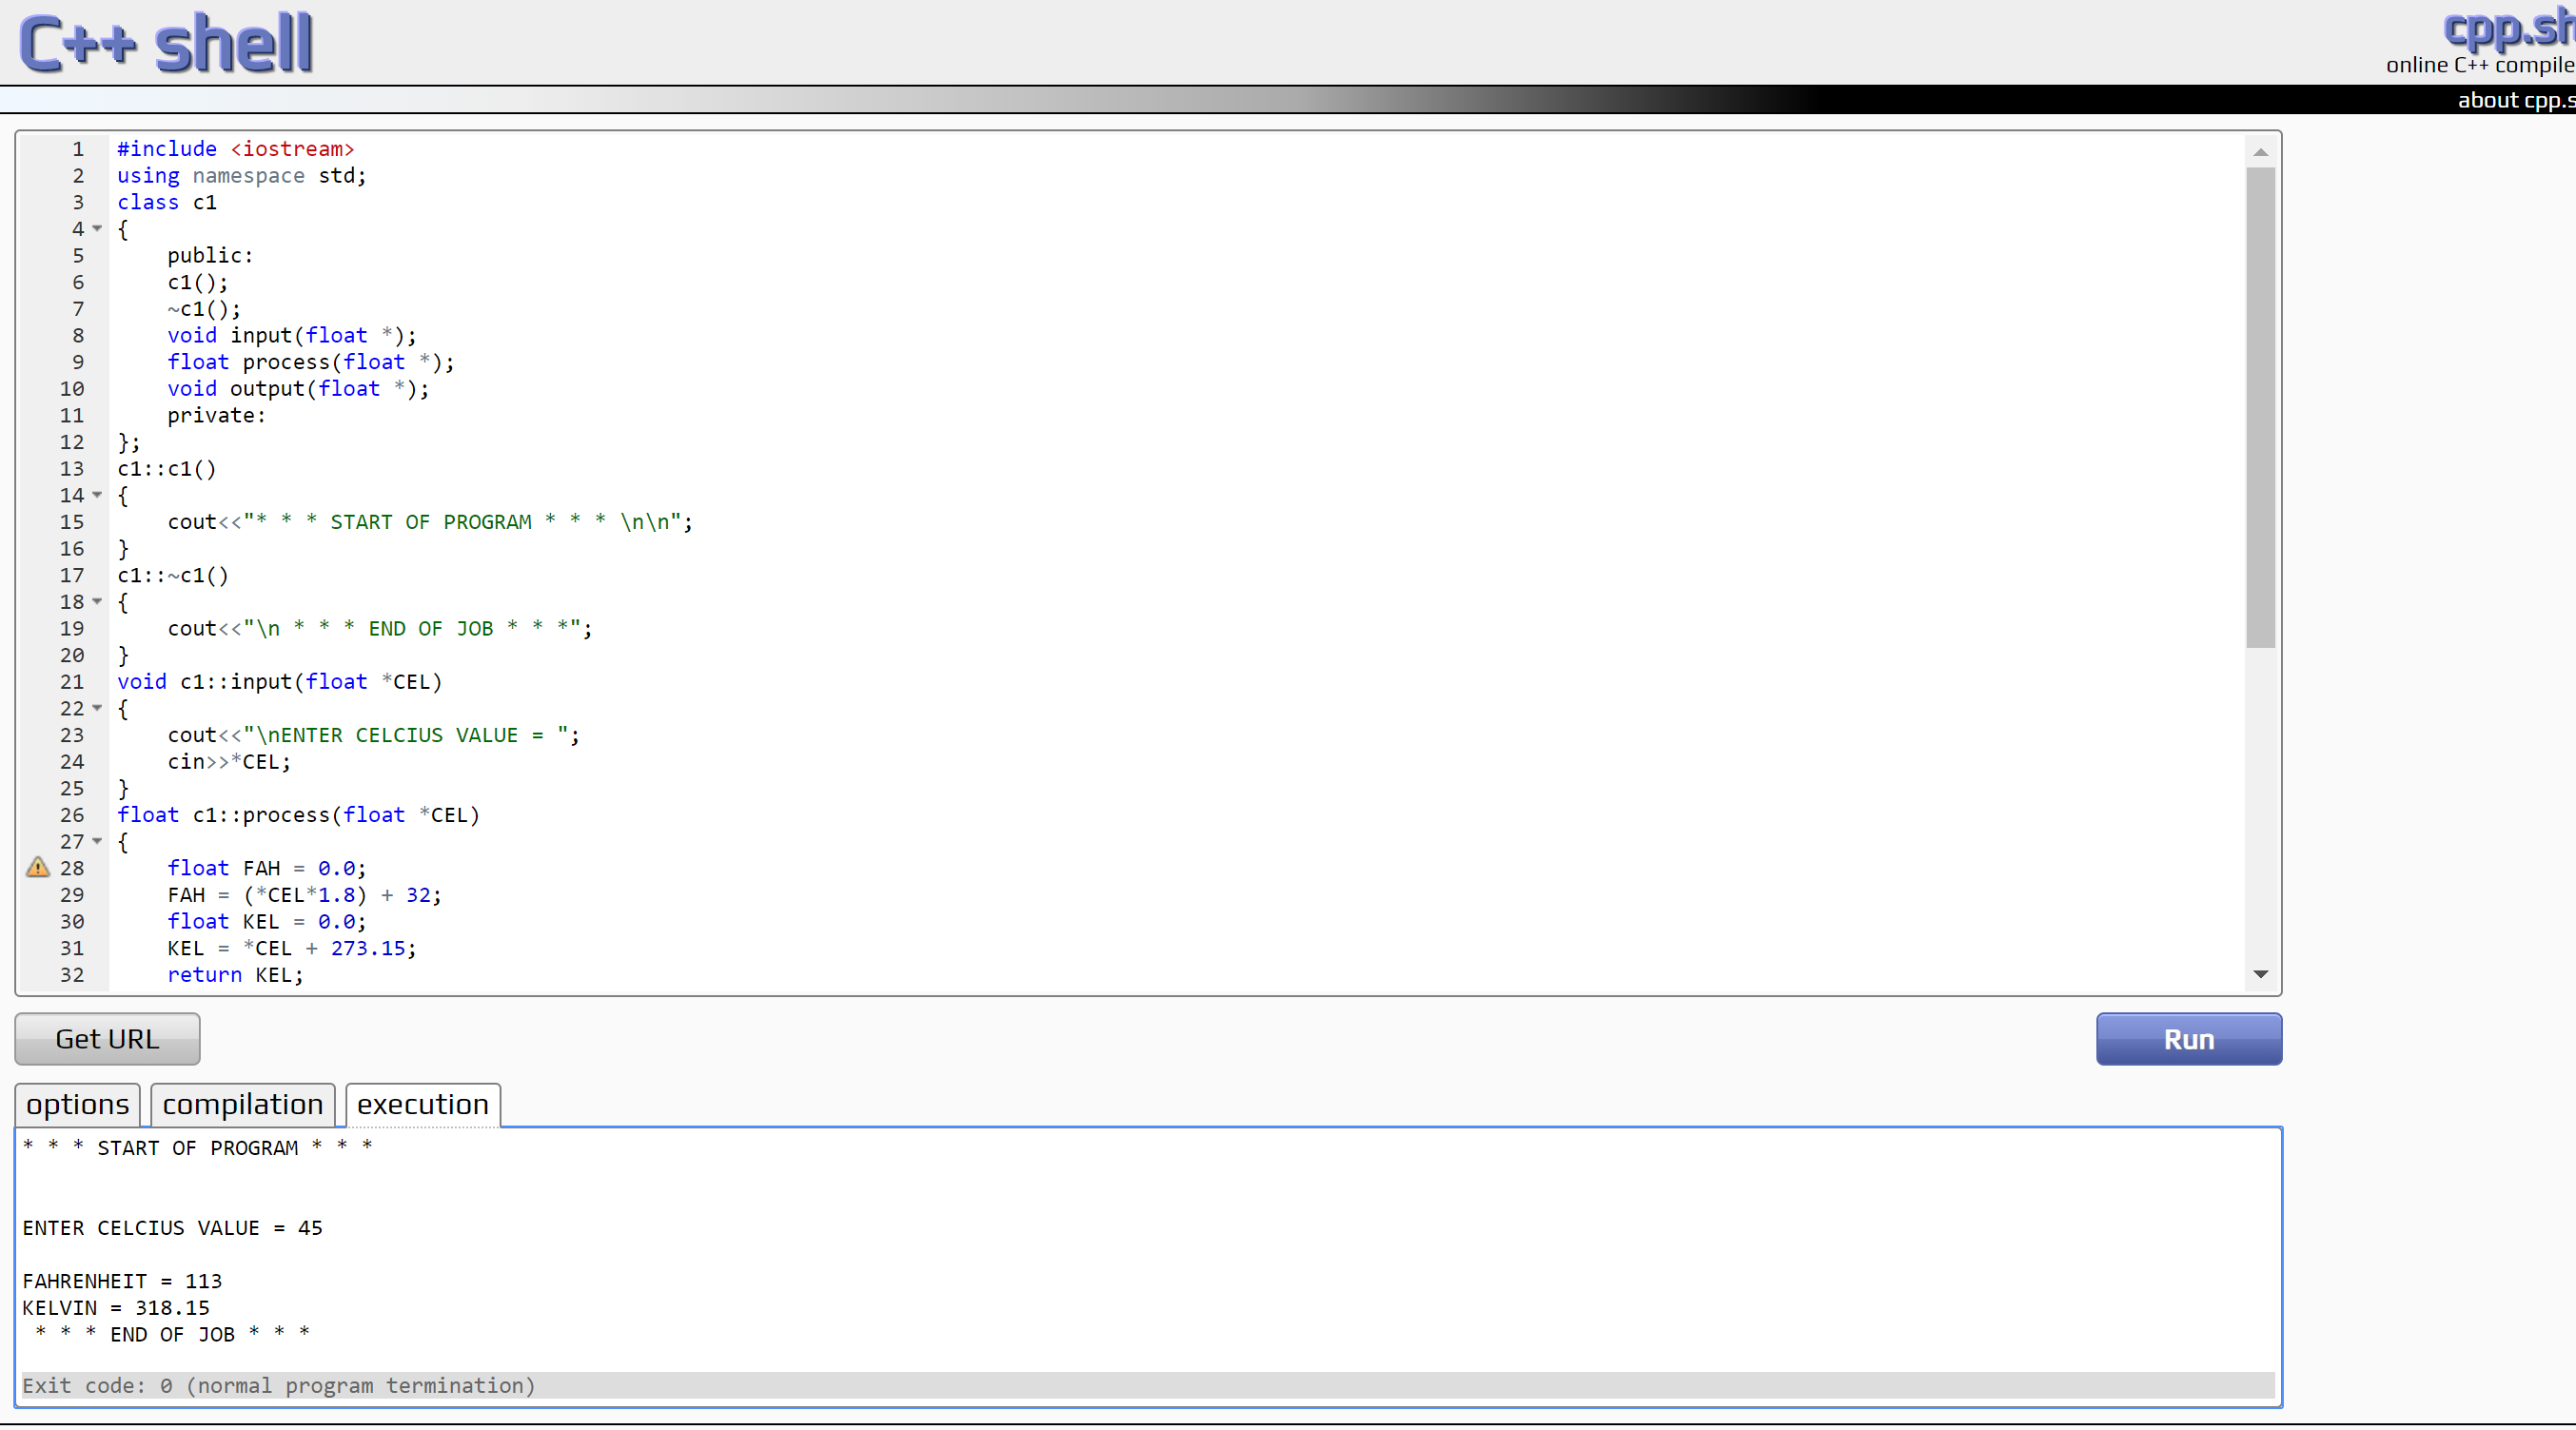 C++ shell
cpp.sh
online C++ compile
about cpp.s
1 #include <iostream>
2 using namespace std;
3 class c1
4 {
5     public:
6     c1();
7     ~c1();
8     void input(float *);
9     float process(float *);
10     void output(float *);
11     private:
12 };
13 c1::c1()
14 {
15     cout<<"* * * START OF PROGRAM * * * \n\n";
16 }
17 c1::~c1()
18 {
19     cout<<"\n * * * END OF JOB * * *";
20 }
21 void c1::input(float *CEL)
22 {
23     cout<<"\nENTER CELCIUS VALUE = ";
24     cin>>*CEL;
25 }
26 float c1::process(float *CEL)
27 {
28     float FAH = 0.0;
29     FAH = (*CEL*1.8) + 32;
30     float KEL = 0.0;
31     KEL = *CEL + 273.15;
32     return KEL;
Get URL
Run
options compilation execution
* * * START OF PROGRAM * * *
ENTER CELCIUS VALUE = 45
FAHRENHEIT = 113
KELVIN = 318.15
 * * * END OF JOB * * *
Exit code: 0 (normal program termination)